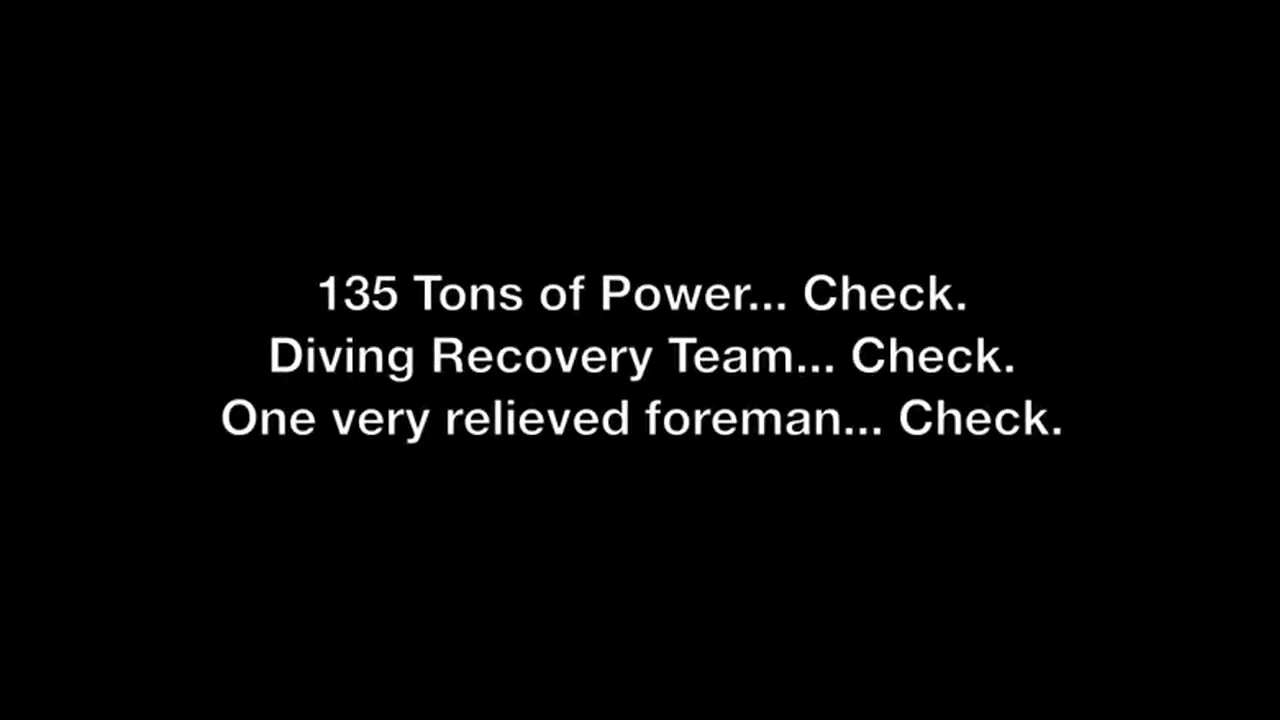 135 Tons of Power... Check.
Diving Recovery Team... Check.
One very relieved foreman... Check.